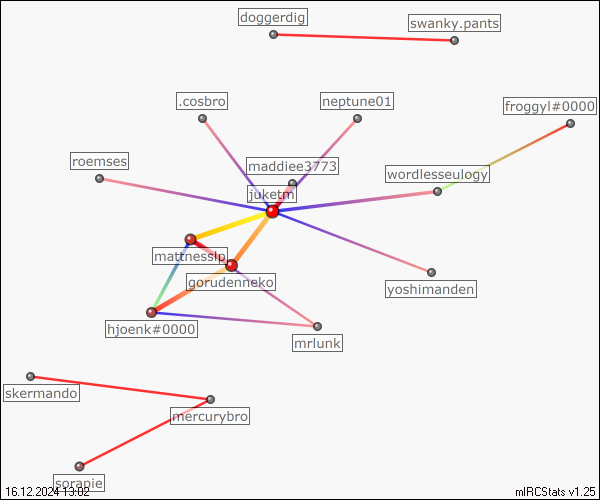 doggerdig
swanky.pants
.cosbro
neptune01
froggyl#0000
roemses
maddiee3773
wordlesseulogy
juketm
mattnesslp
gorudenneko
yoshimanden
hjoenk#0000
mrlunk
skermando
mercurybro
sorapie
16.12.2024 13:02
mIRCStats v1.25